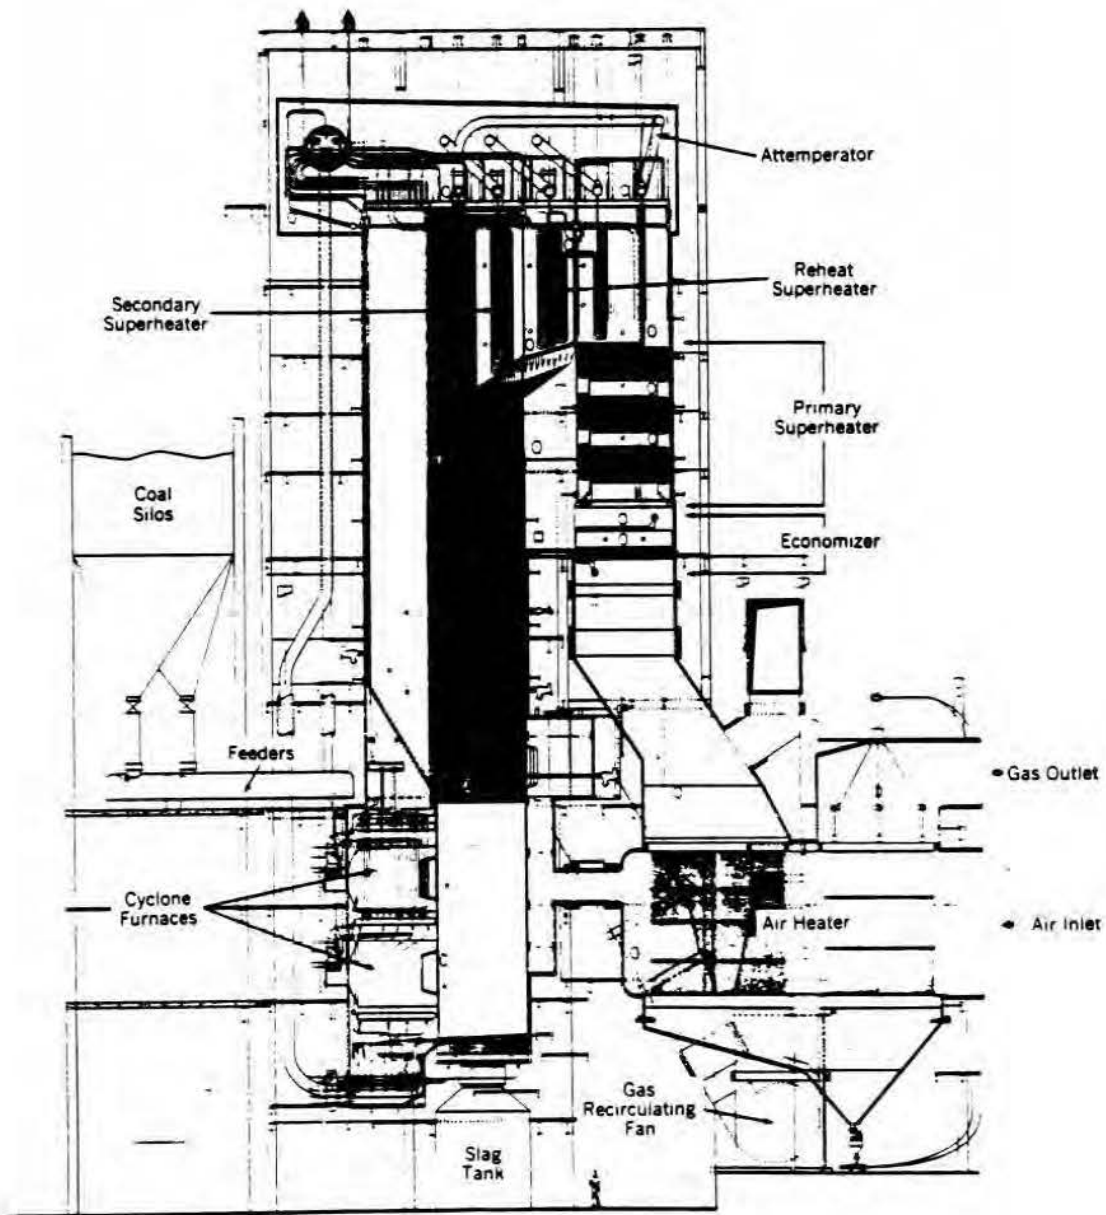 Attemperator
Reheat
Superheater
Secondary
Superheater
Primary
Superheater
Coal
Silos
Economizer
Feeders
Gas Outlet
Cyclone
Furnaces
Air Heater
Air Inlet
Gas
Recirculating
Fan
Slag
Tank